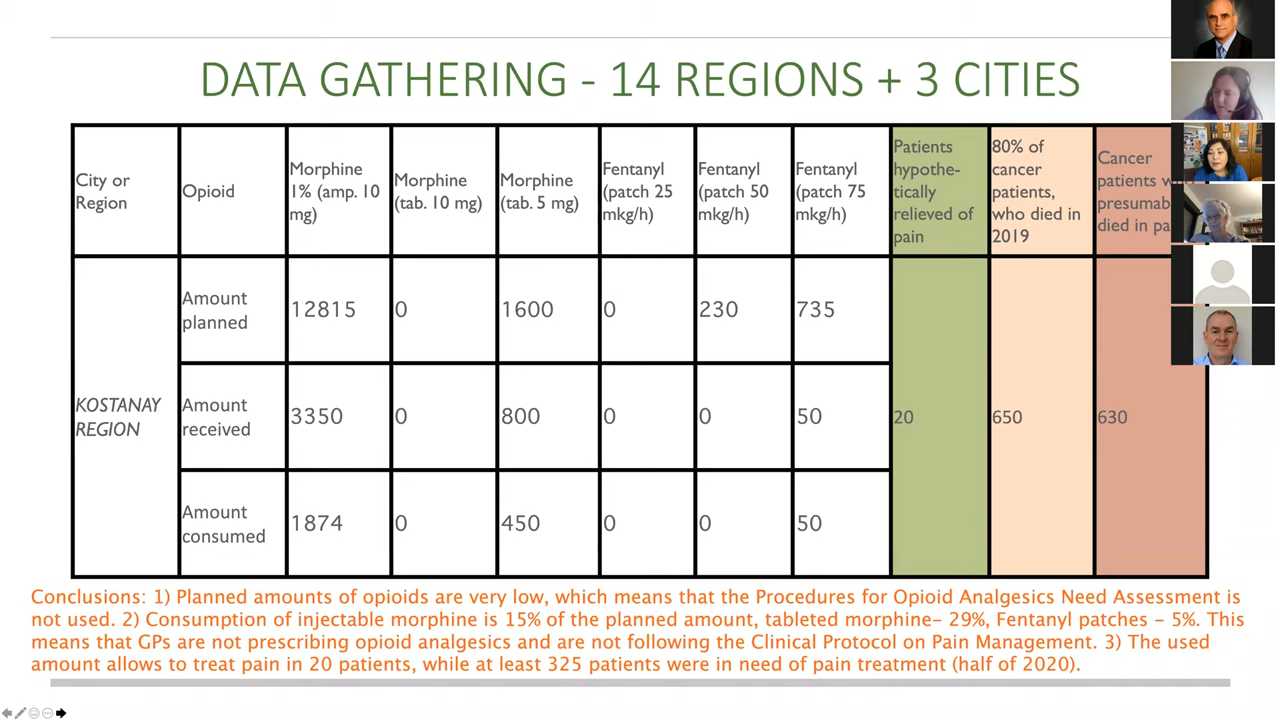 DATA GATHERING - 14 REGIONS + 3 CITIES
City or
Region
Opioid
Morphine
1% (amp. 10
mg)
Morphine
(tab. 10 mg)
Morphine
(tab. 5 mg)
Fentanyl
(patch 25
mkg/h)
Fentanyl
(patch 50
mkg/h)
Fentanyl
(patch 75
mkg/h)
Patients
hypothe-
tically
relieved of
pain
80% of
cancer
patients,
who died in
2019
Cancer
patients
presumab
died in pa
KOSTANAY
REGION
Amount
planned
12815
0
1600
0
230
735
Amount
received
3350
0
800
0
0
50
20
650
630
Amount
consumed
1874
0
450
0
0
50
Conclusions: 1) Planned amounts of opioids are very low, which means that the Procedures for Opioid Analgesics Need Assessment is
not used. 2) Consumption of injectable morphine is 15% of the planned amount, tableted morphine- 29%, Fentanyl patches - 5%. This
means that GPs are not prescribing opioid analgesics and are not following the Clinical Protocol on Pain Management. 3) The used
amount allows to treat pain in 20 patients, while at least 325 patients were in need of pain treatment (half of 2020).